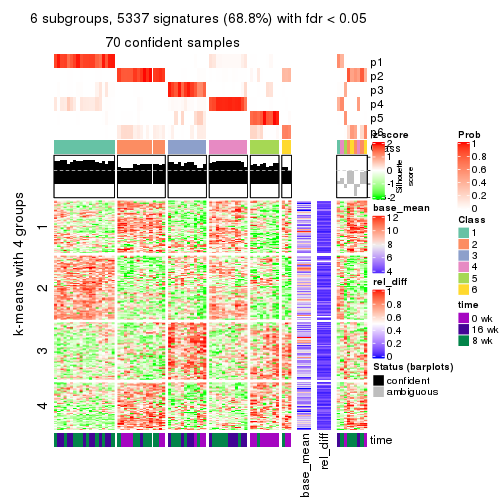 6 subgroups, 5337 signatures (68.8%) with fdr < 0.05
70 confident samples
p1
p2
p3
p4
p5
p6
z-score
2
1
0
-1
-2
Class
Silhouette
score
k-means with 4 groups
1
2
3
4
base_mean
12
10
8
6
4
rel_diff
1
0.8
0.6
0.4
0.2
0
Status (barplots)
confident
ambiguous
Prob
1
0.8
0.6
0.4
0.2
0
Class
1
2
3
4
5
6
time
0 wk
16 wk
8 wk
time
base_mean
rel_diff